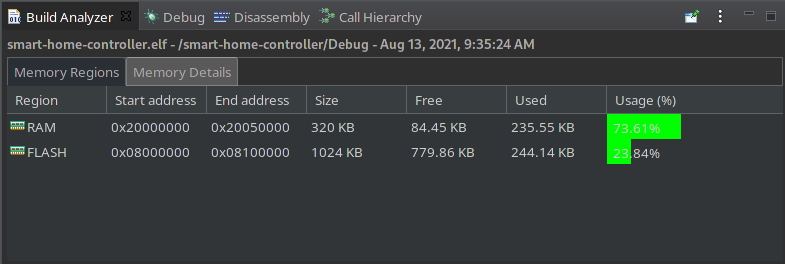 Build Analyzer Debug Disassembly Call Hierarchy
smart-home-controller.elf - /smart-home-controller/Debug - Aug 13, 2021, 9:35:24 AM
Memory Regions Memory Details
Region Start address End address Size Free Used Usage (%)
RAM 0x20000000 0x20050000 320 KB 84.45 KB 235.55 KB 73.61%
FLASH 0x08000000 0x08100000 1024 KB 779.86 KB 244.14 KB 23.84%